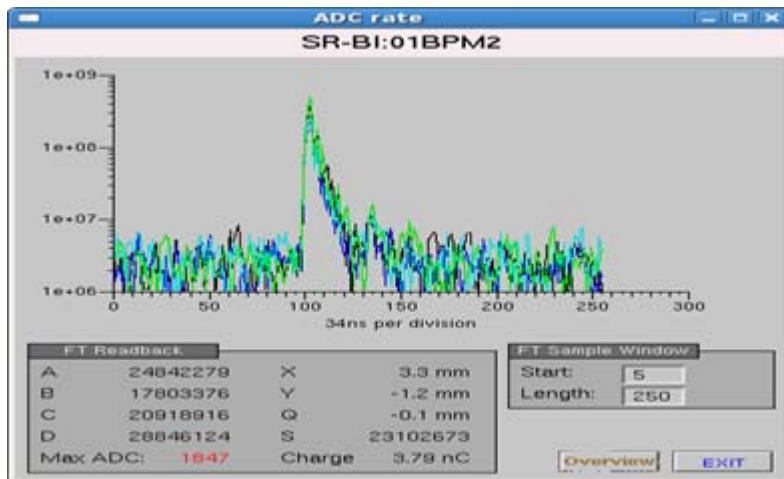 ADC rate
SR-BI:01BPM2
1e+09
1e+08
1e+07
1e+06
0 50 100 150 200 250 300
34ns per division
FT Readback
A 24842279 X 3.3 mm
B 17803376 Y -1.2 mm
C 20918916 Q -0.1 mm
D 28846124 S 23102673
Max ADC: 1847 Charge 3.79 nC
FT Sample Window
Start: 5
Length: 250
Overview EXIT